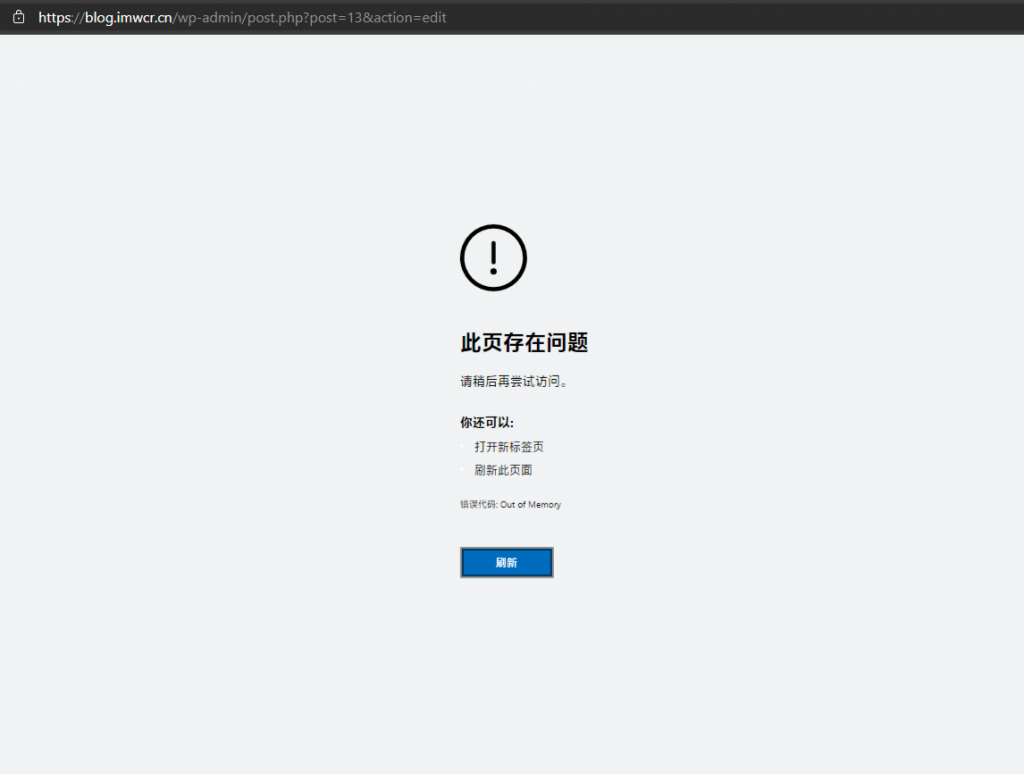 https://blog.imwcr.cn/wp-admin/post.php?post=13&action=edit
此页存在问题
请稍后再尝试访问。
你还可以:
打开新标签页
刷新此页面
错误代码: Out of Memory
刷新